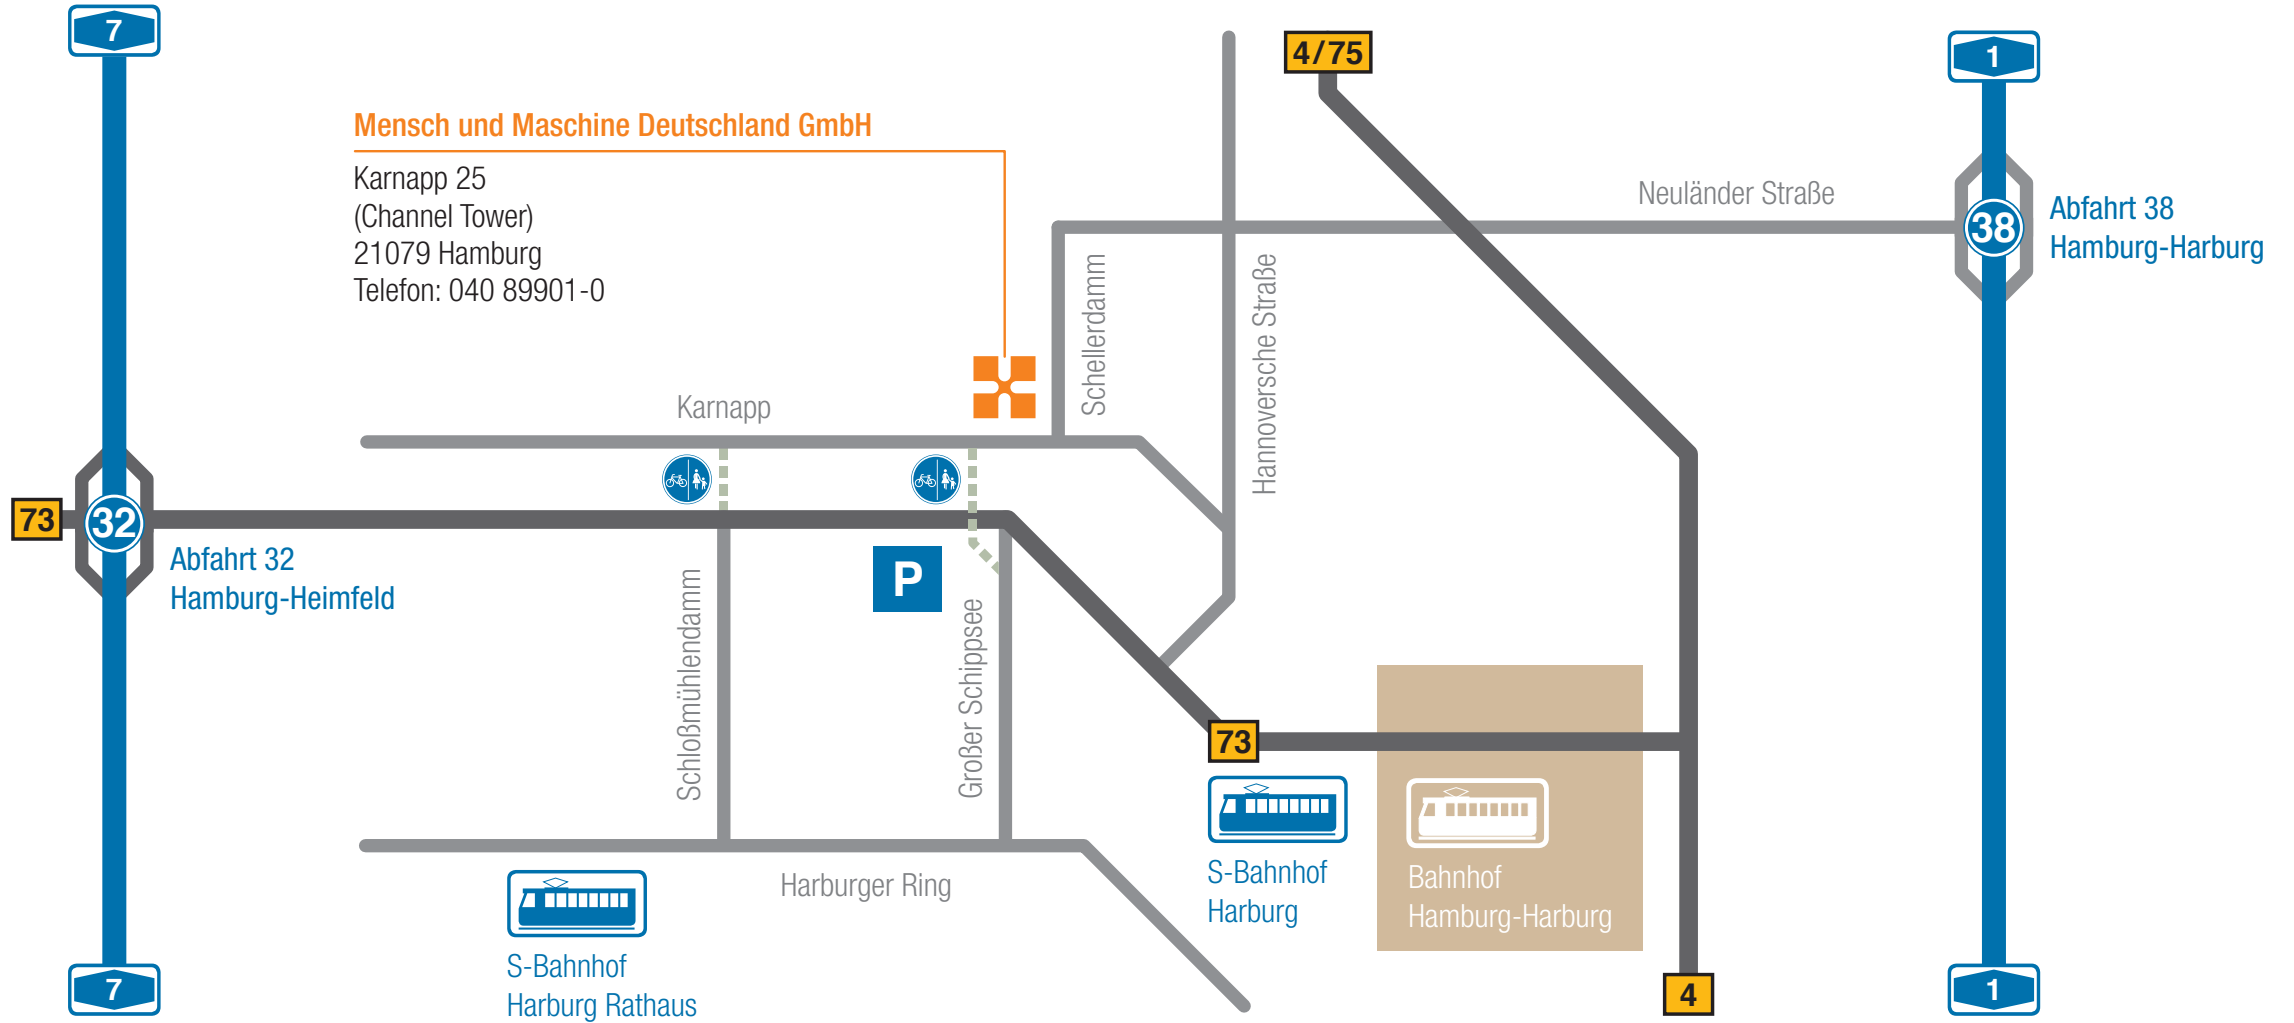 7
4/75
1
Mensch und Maschine Deutschland GmbH
Karnapp 25
(Channel Tower)
21079 Hamburg
Telefon: 040 89901-0
Neuländer Straße
38
Abfahrt 38
Hamburg-Harburg
Schellerdamm
Hannoversche Straße
Karnapp
73
32
Abfahrt 32
Hamburg-Heimfeld
P
Schloßmühlendamm
Großer Schippsee
73
S-Bahnhof
Harburg
Bahnhof
Hamburg-Harburg
Harburger Ring
S-Bahnhof
Harburg Rathaus
7
4
1